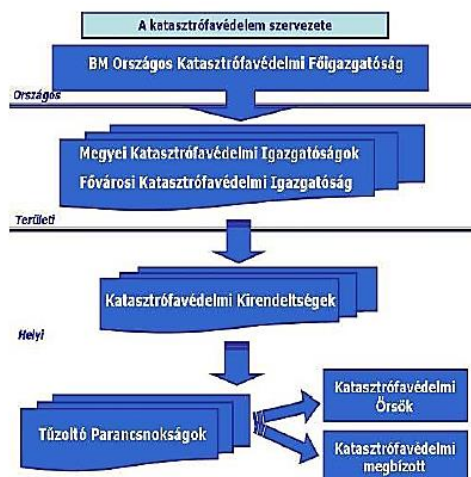 A katasztrófavédelem szervezete
BM Országos Katasztrófavédelmi Főigazgatóság
Országos
Megyei Katasztrófavédelmi Igazgatóságok
Fővárosi Katasztrófavédelmi Igazgatóság
Területi
Katasztrófavédelmi Kirendeltségek
Helyi
Tűzoltó Parancsnokságok
Katasztrófavédelmi
Őrsök
Katasztrófavédelmi
megbízott